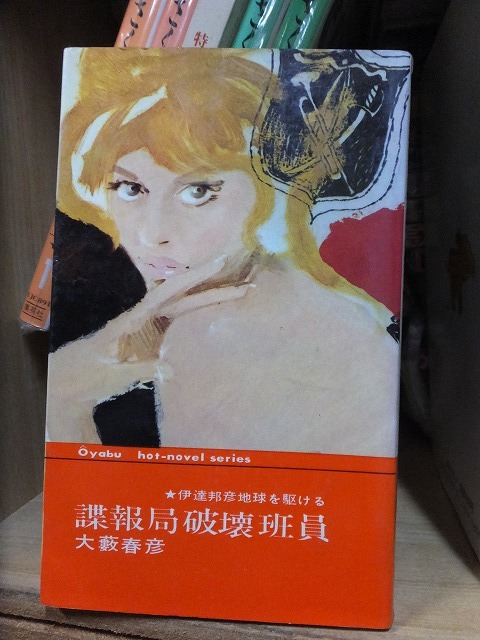 特
Ôyabu hot-novel series
★伊達邦彦地球を駆ける
諜報局破壊班員
大藪春彦